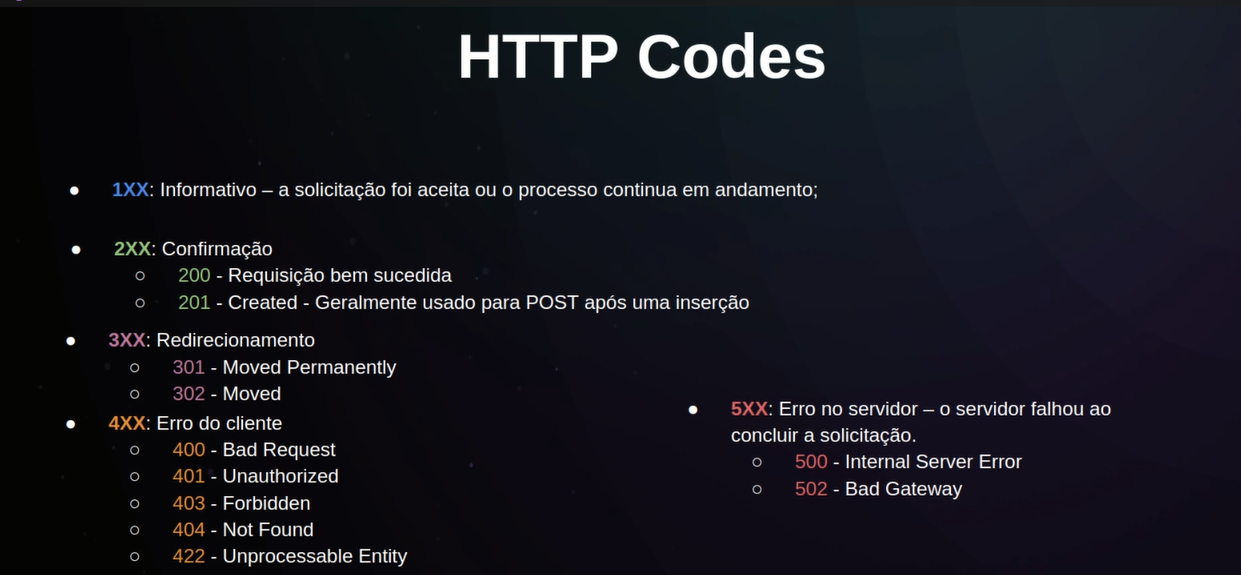 HTTP Codes
● 1XX: Informativo – a solicitação foi aceita ou o processo continua em andamento;
● 2XX: Confirmação
○ 200 - Requisição bem sucedida
○ 201 - Created - Geralmente usado para POST após uma inserção
● 3XX: Redirecionamento
○ 301 - Moved Permanently
○ 302 - Moved
● 4XX: Erro do cliente
○ 400 - Bad Request
○ 401 - Unauthorized
○ 403 - Forbidden
○ 404 - Not Found
○ 422 - Unprocessable Entity
● 5XX: Erro no servidor – o servidor falhou ao
concluir a solicitação.
○ 500 - Internal Server Error
○ 502 - Bad Gateway